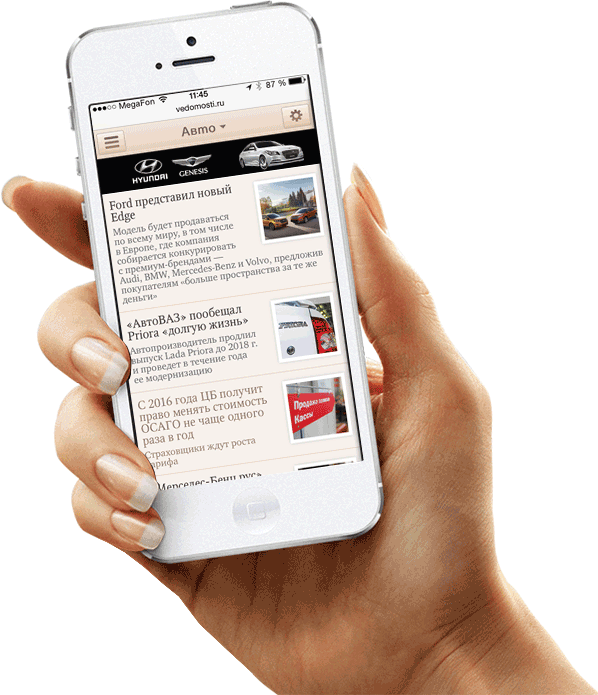 MegaFon 11:45 87 %
vedomosti.ru
Авто
HYUNDAI GENESIS
Ford представил новый
Edge
Модель будет продаваться
по всему миру, в том числе
в Европе, где компания
собирается конкурировать
с премиум-брендами —
Audi, BMW, Mercedes-Benz и Volvo, предложив
покупателям «больше пространства за те же
деньги»
«АвтоВАЗ» пообещал
Priora «долгую жизнь»
Автопроизводитель продлил
выпуск Lada Priora до 2018 г.
и проведет в течение года
ее модернизацию
PRIORA
С 2016 года ЦБ получит
право менять стоимость
ОСАГО не чаще одного
раза в год
Страховщики ждут роста
арифа
Продажа полисов
Кассы
Мерседес-Бенц рус»